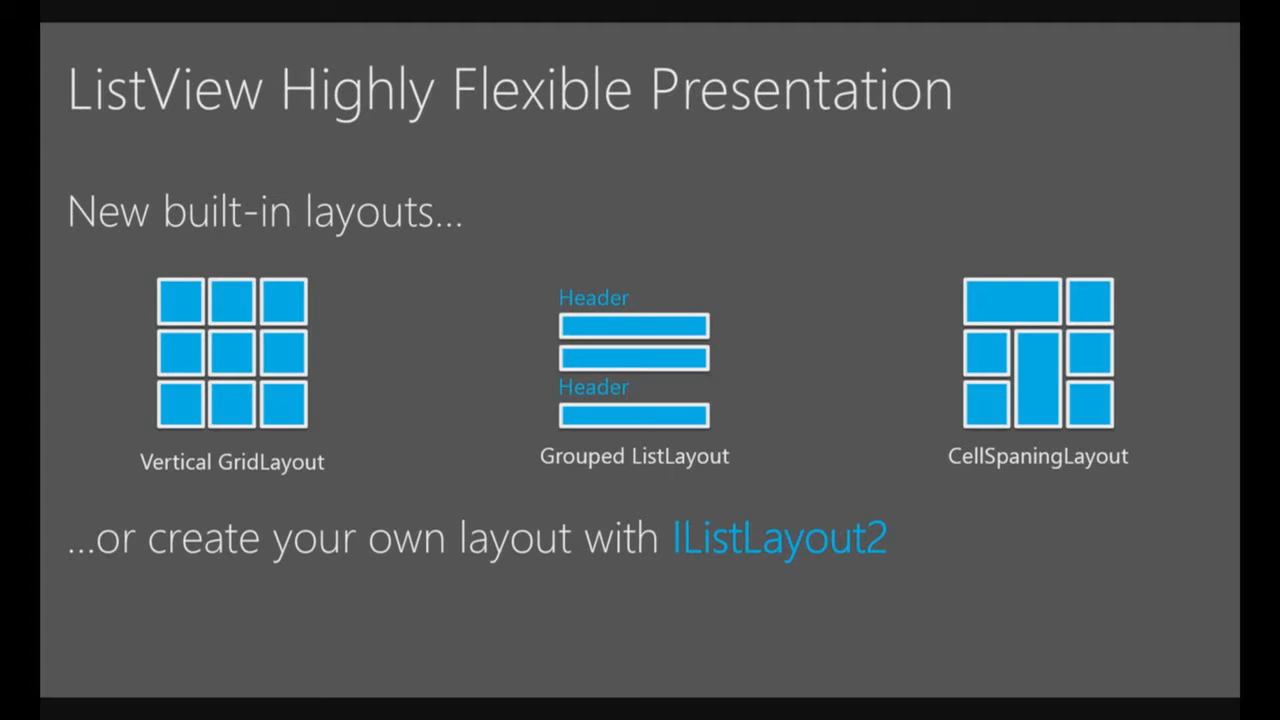 ListView Highly Flexible Presentation
New built-in layouts...
Header
Header
Vertical GridLayout
Grouped ListLayout
CellSpaningLayout
...or create your own layout with IListLayout2